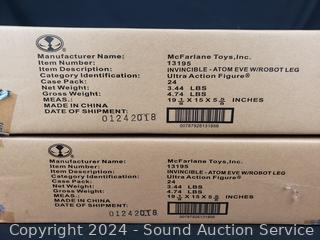 Manufacturer Name: McFarlane Toys,Inc.
Item Number: 13195
Item Description: INVINCIBLE - ATOM EVE W/ROBOT LEG
Category Identification: Ultra Action Figure®
Case Pack: 24
Net Weight: 3.44 LBS
Gross Weight: 4.74 LBS
MEAS.: 19 X 15 X 5 INCHES
MADE IN CHINA
DATE OF SHIPMENT: 01242018
Manufacturer Name: McFarlane Toys,Inc.
Item Number: 13195
Item Description: INVINCIBLE - ATOM EVE W/ROBOT LEG
Category Identification: Ultra Action Figure®
Case Pack: 24
Net Weight: 3.44 LBS
Gross Weight: 4.74 LBS
MEAS.: 19 X 15 X 5 INCHES
MADE IN CHINA
DATE OF SHIPMENT: 01242018
Copyright 2024 - Sound Auction Service